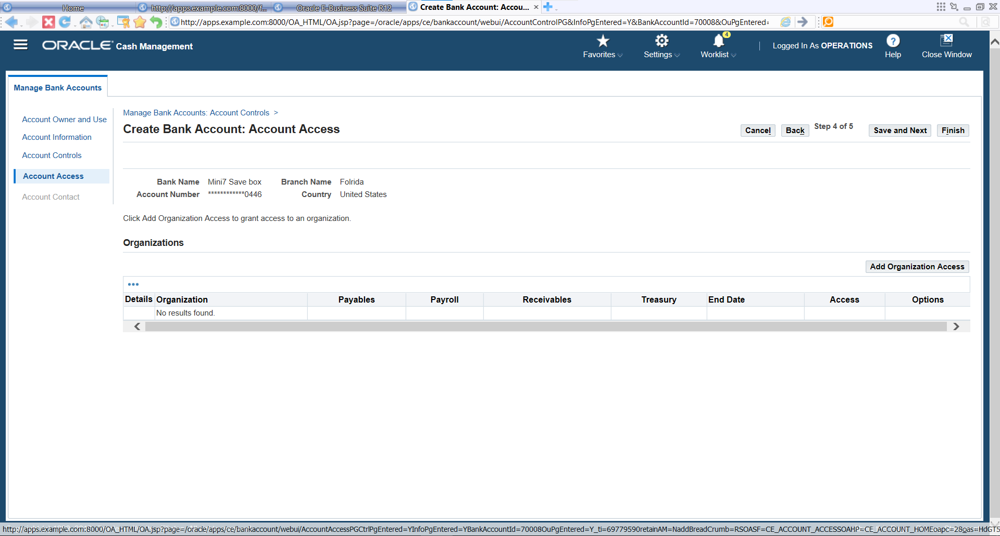 Home
http://apps.example.com:8000/f...
Oracle E-Business Suite R12
Create Bank Account: Accou...
http://apps.example.com:8000/OA_HTML/OA.jsp?page=/oracle/apps/ce/bankaccount/webui/AccountControlPG&InfoPgEntered=Y&BankAccountId=70008&OuPgEntered=
ORACLE Cash Management
Favorites
Settings
4
Worklist
Logged In As OPERATIONS
Help
Close Window
Manage Bank Accounts
Account Owner and Use
Account Information
Account Controls
Account Access
Account Contact
Manage Bank Accounts: Account Controls >
Create Bank Account: Account Access
Cancel
Back
Step 4 of 5
Save and Next
Finish
Bank Name Mini7 Save box Branch Name Folrida
Account Number ************0446 Country United States
Click Add Organization Access to grant access to an organization.
Organizations
Add Organization Access
Details Organization Payables Payroll Receivables Treasury End Date Access Options
No results found.
http://apps.example.com:8000/OA_HTML/OA.jsp?page=/oracle/apps/ce/bankaccount/webui/AccountAccessPGCtrlPgEntered=YInfoPgEntered=YBankAccountId=70008OuPgEntered=Y_ti=69779590retainAM=NaddBreadCrumb=RSOASF=CE_ACCOUNT_ACCESSOAHP=CE_ACCOUNT_HOMEoapc=28oas=HdGT5